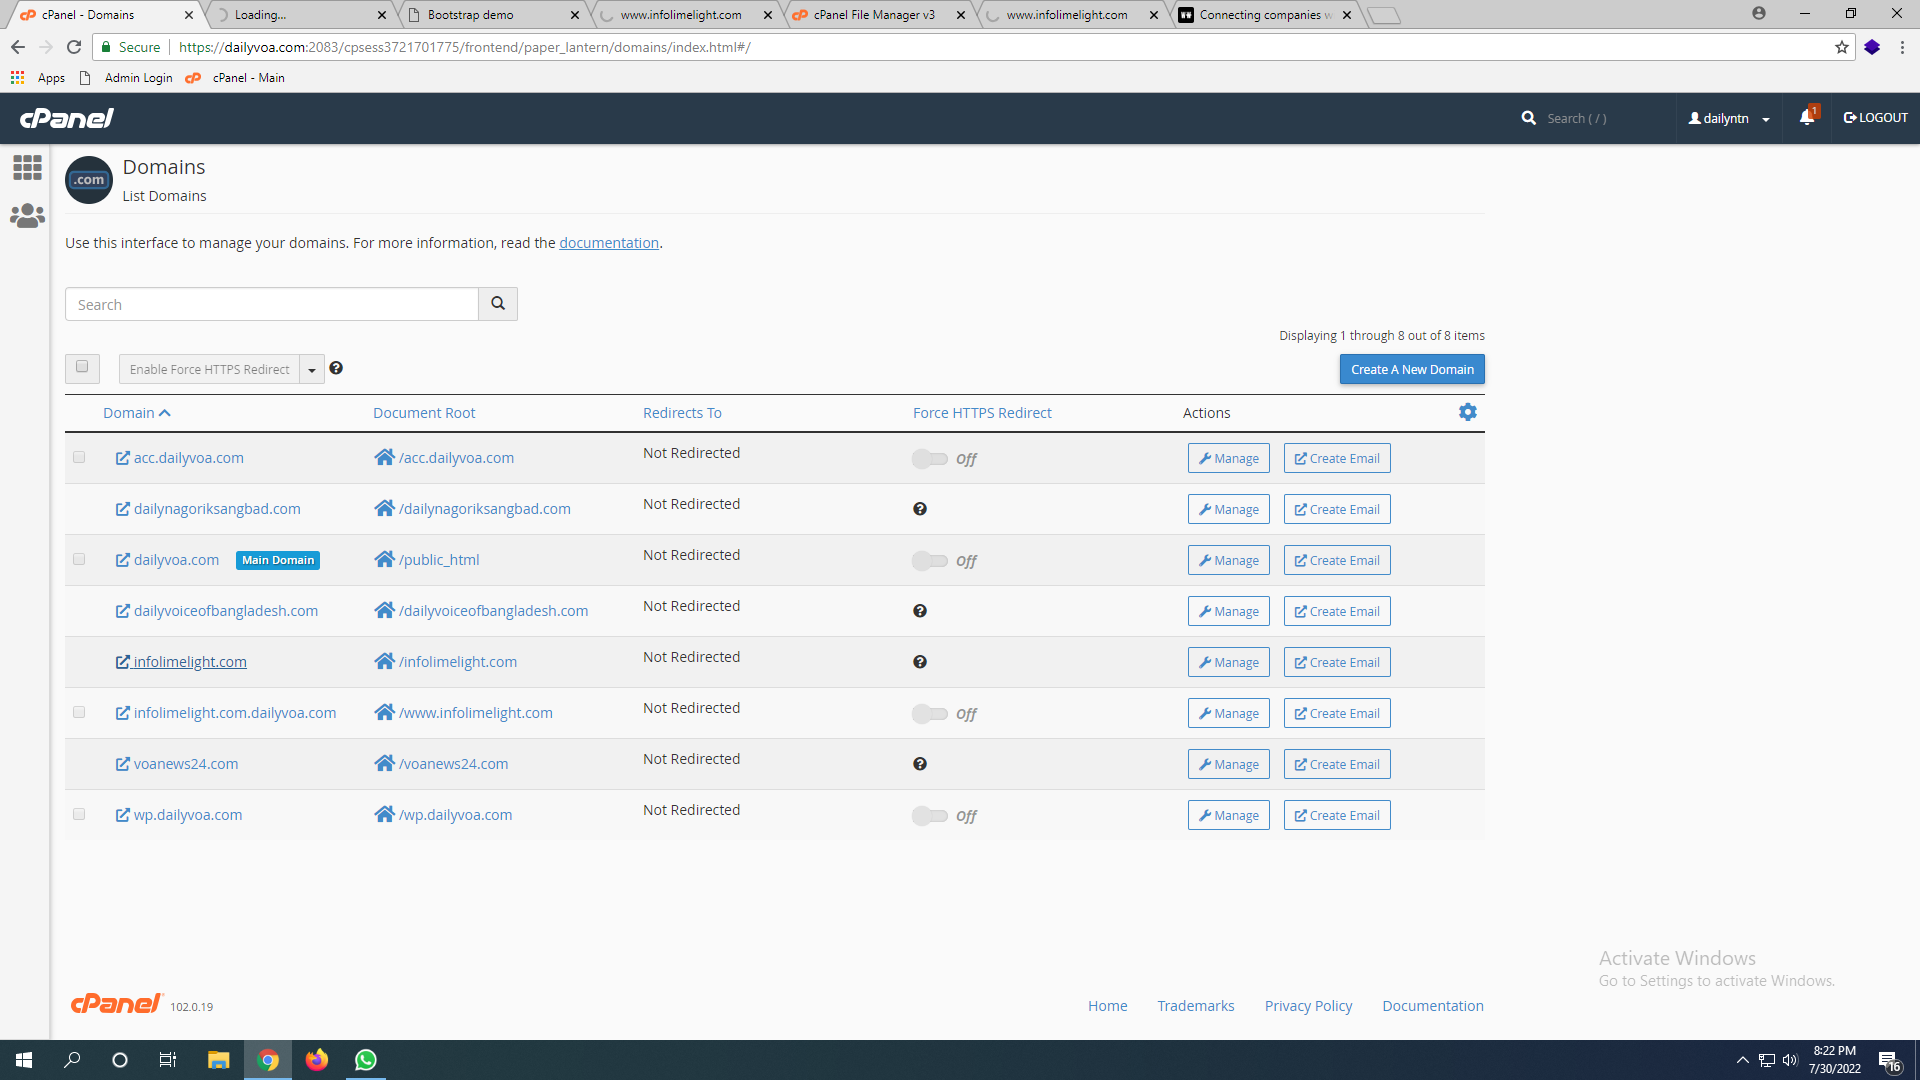 cPanel - Domains
Loading...
Bootstrap demo
www.infolimelight.com
cPanel File Manager v3
www.infolimelight.com
Connecting companies w
Secure
https://dailyvoa.com:2083/cpsess3721701775/frontend/paper_lantern/domains/index.html#/
Apps
Admin Login
cPanel - Main
cPanel
Search ( / )
dailyntn
1
LOGOUT
.com
Domains
List Domains
Use this interface to manage your domains. For more information, read the documentation.
Search
Displaying 1 through 8 out of 8 items
Enable Force HTTPS Redirect
Create A New Domain
Domain Document Root Redirects To Force HTTPS Redirect Actions
acc.dailyvoa.com /acc.dailyvoa.com Not Redirected Off Manage Create Email
dailynagoriksangbad.com /dailynagoriksangbad.com Not Redirected Manage Create Email
dailyvoa.com Main Domain /public_html Not Redirected Off Manage Create Email
dailyvoiceofbangladesh.com /dailyvoiceofbangladesh.com Not Redirected Manage Create Email
infolimelight.com /infolimelight.com Not Redirected Manage Create Email
infolimelight.com.dailyvoa.com /www.infolimelight.com Not Redirected Off Manage Create Email
voanews24.com /voanews24.com Not Redirected Manage Create Email
wp.dailyvoa.com /wp.dailyvoa.com Not Redirected Off Manage Create Email
Activate Windows
Go to Settings to activate Windows.
cPanel 102.0.19
Home Trademarks Privacy Policy Documentation
8:22 PM
7/30/2022
16